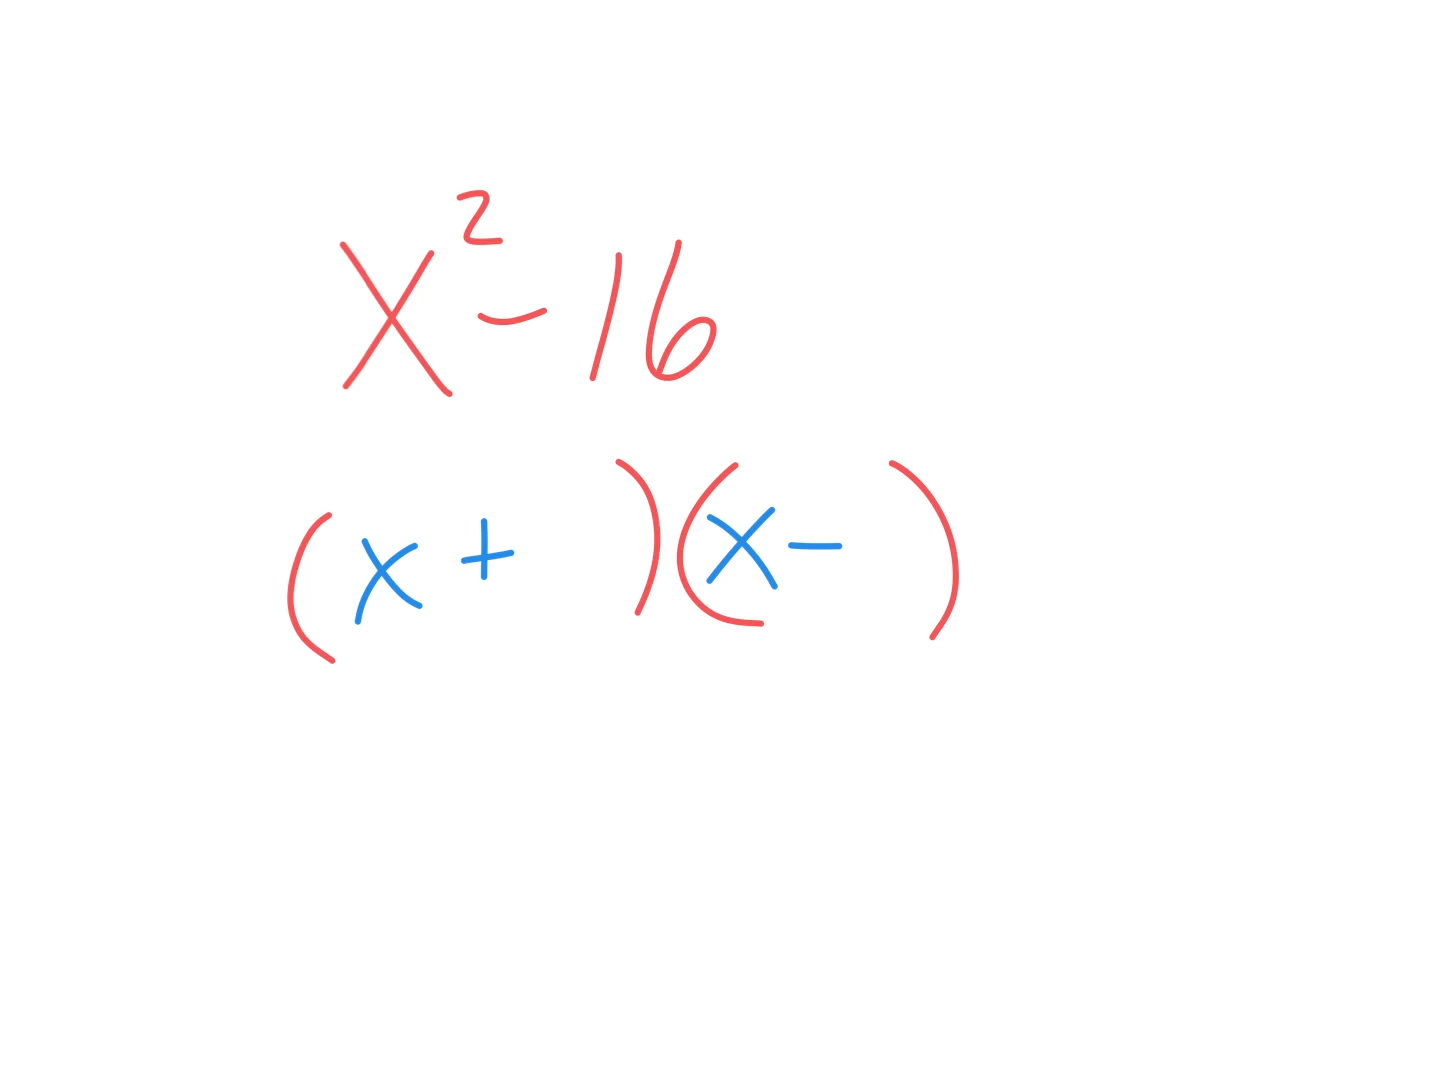 x² - 16
(x + )(x - )